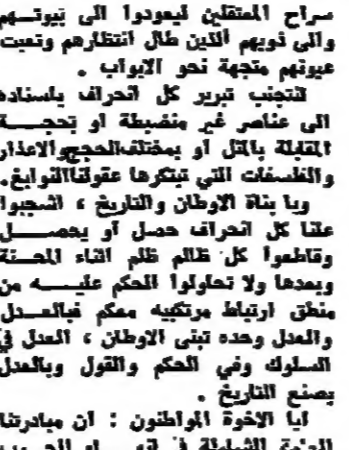 سراح المعتقلين ليعودوا الى بيوتهم
والى ذويهم الذين طال انتظارهم وتعبت
عيونهم متجهة نحو الابواب .
لنتجنب تبرير كل انحراف باسناده
الى عناصر غير منضبطة او بحجة
المقابلة بالمثل او بمختلف الحجج والاعذار
والفلسفات التي تبتكرها عقولنا النوابغ.
ويا بناة الاوطان والتاريخ ، اشجبوا
علنا كل انحراف حصل أو يحصل
وقاطعوا كل ظالم ظلم اثناء المحنة
وبعدها ولا تحاولوا الحكم عليه من
منطق ارتباط مرتكبيه معكم فبالعدل
والعدل وحده تبنى الاوطان ، العدل في
السلوك وفي الحكم والقول وبالعدل
يصنع التاريخ .
ايا الاخوة المواطنون : ان مبادرتنا